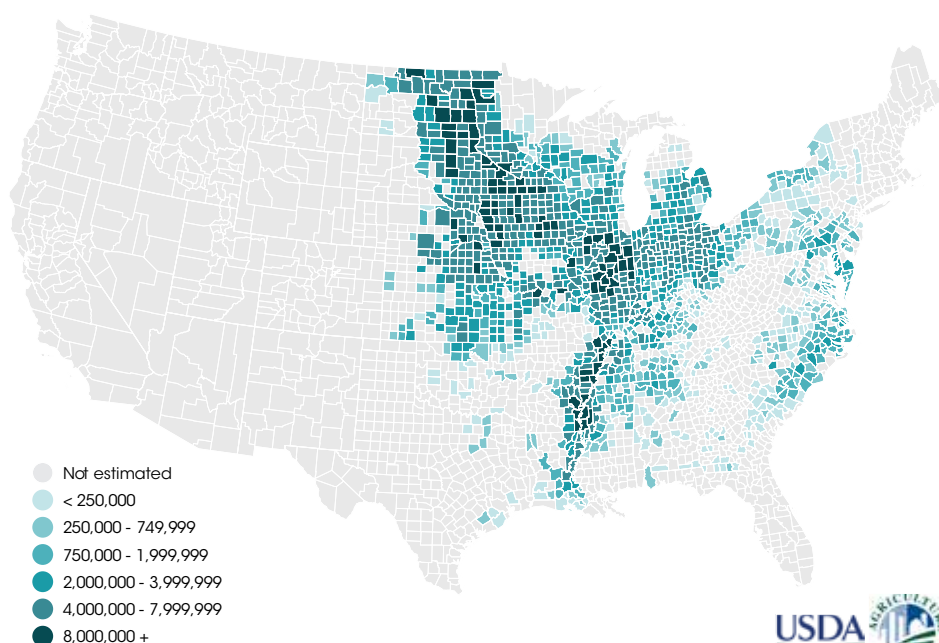 Not estimated
< 250,000
250,000 - 749,999
750,000 - 1,999,999
2,000,000 - 3,999,999
4,000,000 - 7,999,999
8,000,000 +
USDA
AGRICULTURE